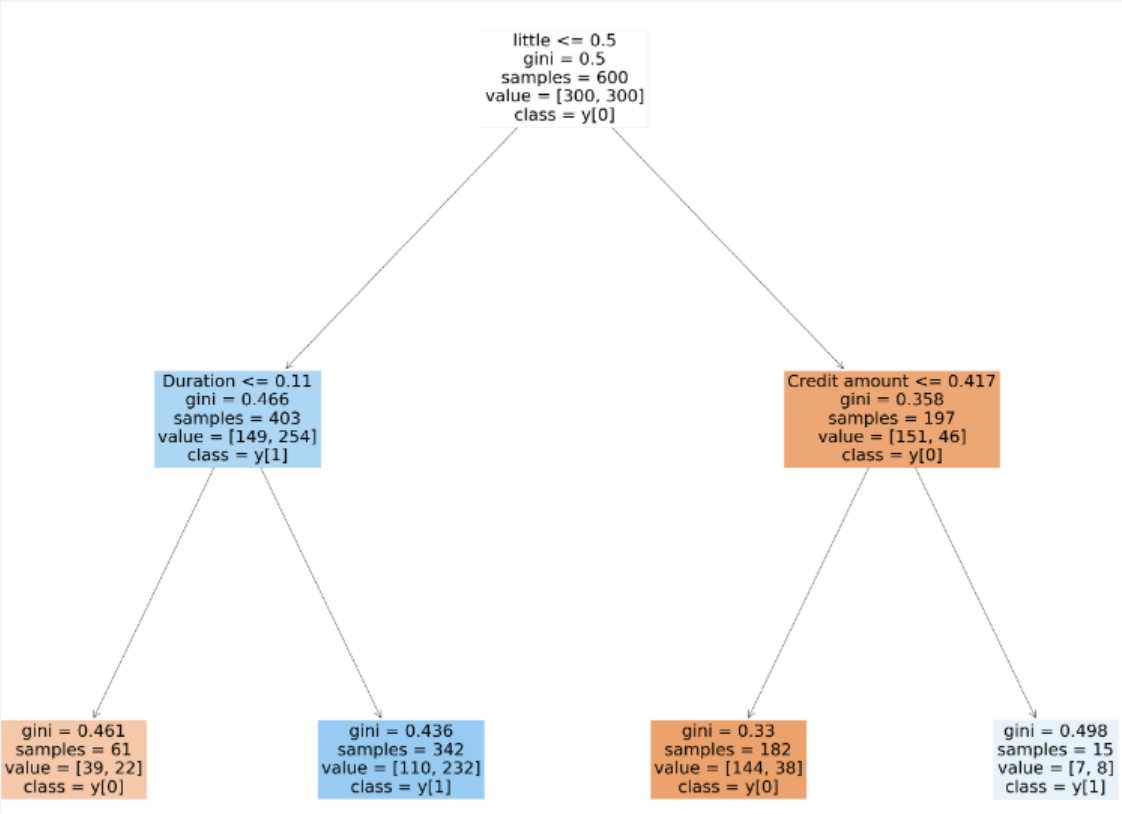 little <= 0.5
gini = 0.5
samples = 600
value = [300, 300]
class = y[0]
Duration <= 0.11
gini = 0.466
samples = 403
value = [149, 254]
class = y[1]
Credit amount <= 0.417
gini = 0.358
samples = 197
value = [151, 46]
class = y[0]
gini = 0.461
samples = 61
value = [39, 22]
class = y[0]
gini = 0.436
samples = 342
value = [110, 232]
class = y[1]
gini = 0.33
samples = 182
value = [144, 38]
class = y[0]
gini = 0.498
samples = 15
value = [7, 8]
class = y[1]